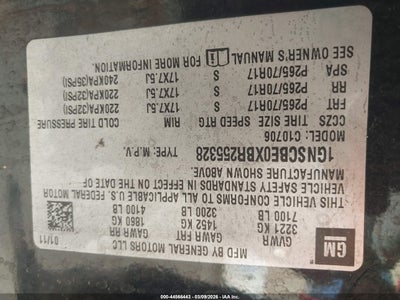 MFD BY GENERAL MOTORS LLC
01/11
GVWR GAWR FRT GAWR RR
3221 KG 1452 KG 1860 KG
7100 LB 3200 LB 4100 LB
THIS VEHICLE CONFORMS TO ALL APPLICABLE U.S. FEDERAL MOTOR
VEHICLE SAFETY STANDARDS IN EFFECT ON THE DATE OF
MANUFACTURE SHOWN ABOVE.
1GNSCBE0XBR255328 TYPE: M.P.V.
MODEL: C10706
CCZS TIRE SIZE SPEED RTG RIM COLD TIRE PRESSURE
FRT P265/70R17 S 17X7.5J 220KPA(32PSI)
RR P265/70R17 S 17X7.5J 220KPA(32PSI)
SPA P265/70R17 S 17X7.5J 240KPA(35PSI)
SEE OWNER'S MANUAL FOR MORE INFORMATION.
GM
000-44568443 - 03/09/2026 - IAAI.COM